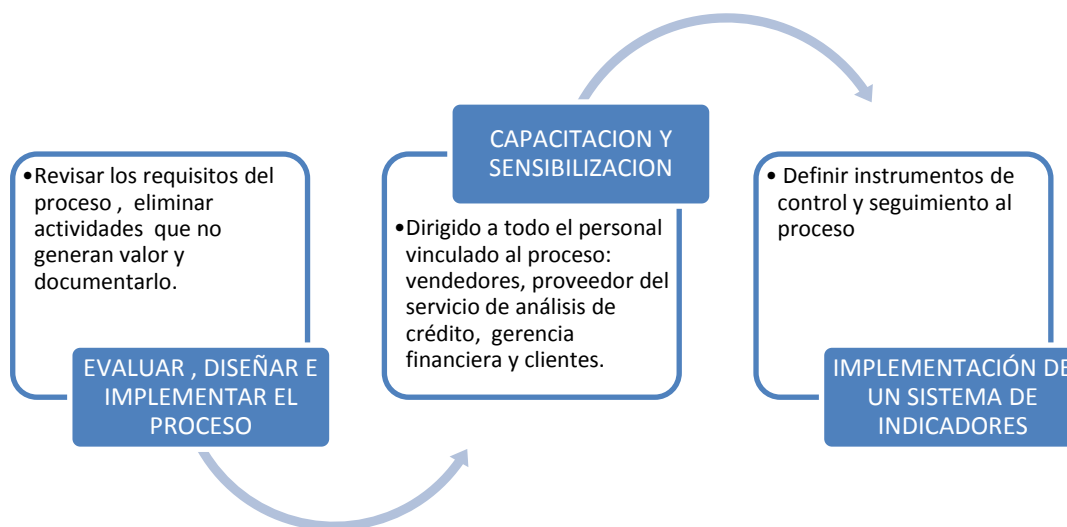 •Revisar los requisitos del
proceso , eliminar
actividades que no
generan valor y
documentarlo.
EVALUAR , DISEÑAR E
IMPLEMENTAR EL
PROCESO
CAPACITACION Y
SENSIBILIZACION
•Dirigido a todo el personal
vinculado al proceso:
vendedores, proveedor del
servicio de análisis de
crédito, gerencia
financiera y clientes.
• Definir instrumentos de
control y seguimiento al
proceso
IMPLEMENTACIÓN DE
UN SISTEMA DE
INDICADORES